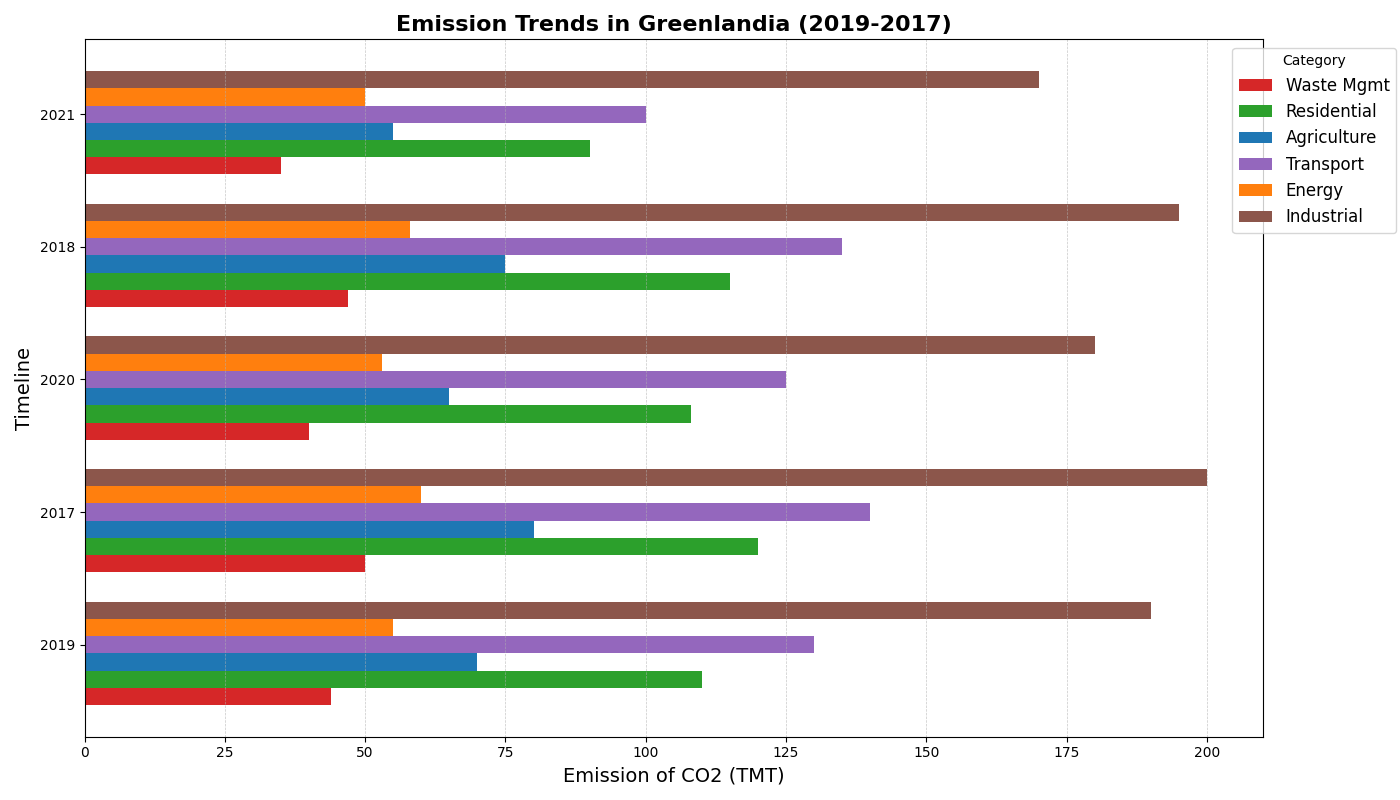 Emission Trends in Greenlandia (2019-2017)
Category
Waste Mgmt
Residential
Agriculture
Transport
Energy
Industrial
Timeline
2021
2018
2020
2017
2019
0 25 50 75 100 125 150 175 200
Emission of CO2 (TMT)